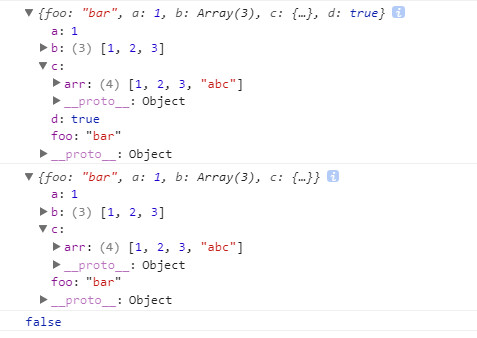 ▼{foo: "bar", a: 1, b: Array(3), c: {…}, d: true} i
a: 1
▶b: (3) [1, 2, 3]
▼c:
▶arr: (4) [1, 2, 3, "abc"]
▶__proto__: Object
d: true
foo: "bar"
▶__proto__: Object
▼{foo: "bar", a: 1, b: Array(3), c: {…}} i
a: 1
▶b: (3) [1, 2, 3]
▼c:
▶arr: (4) [1, 2, 3, "abc"]
▶__proto__: Object
foo: "bar"
▶__proto__: Object
false